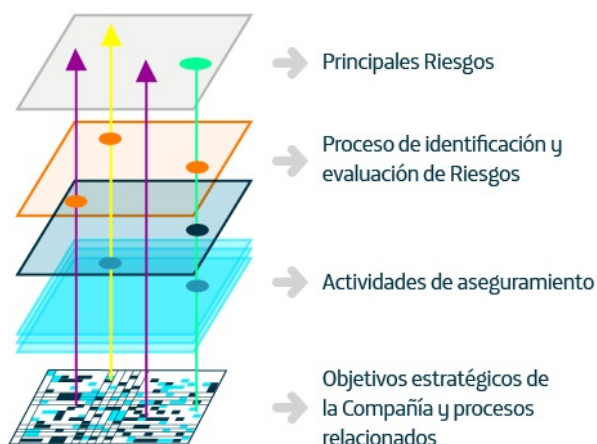 Principales Riesgos
Proceso de identificación y
evaluación de Riesgos
Actividades de aseguramiento
Objetivos estratégicos de
la Compañía y procesos
relacionados